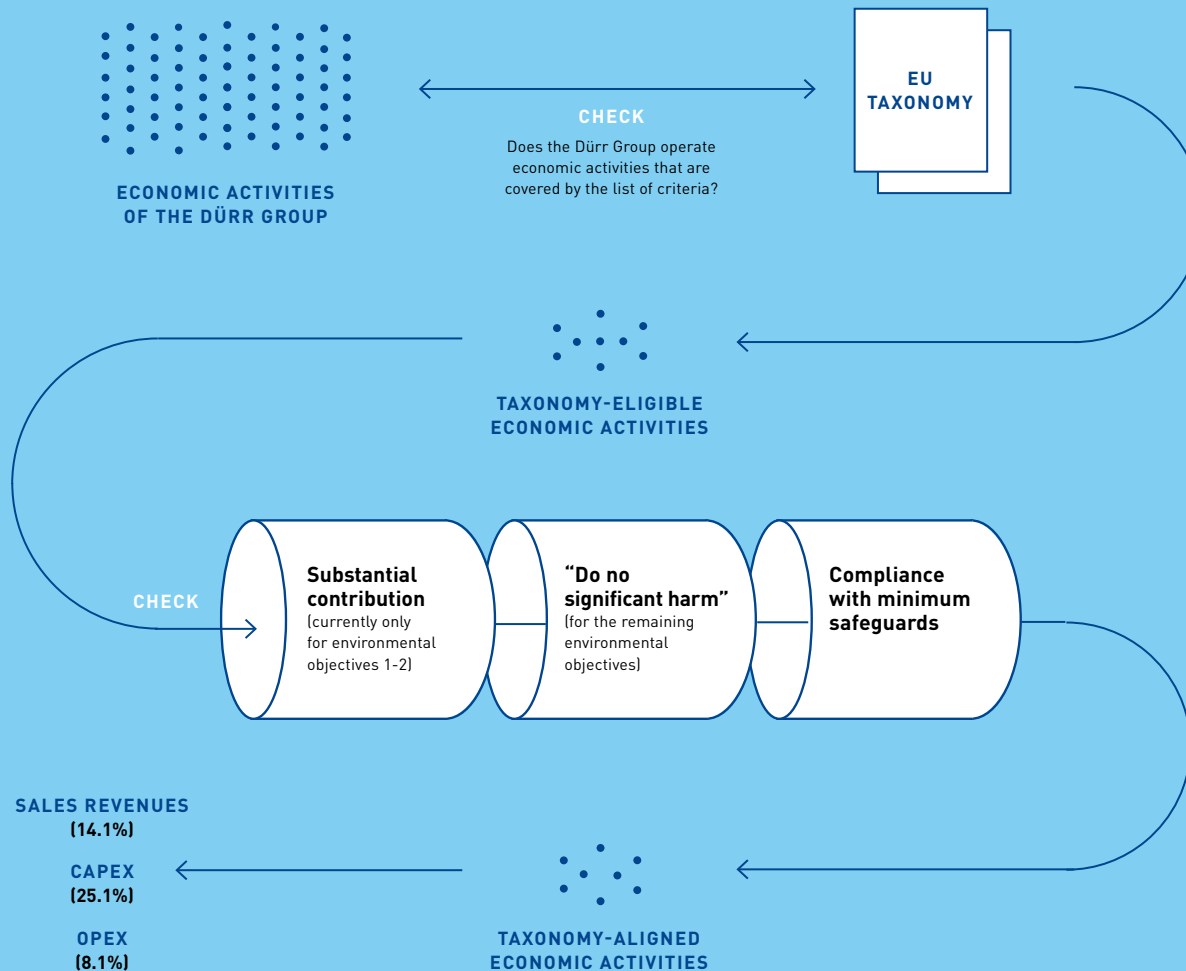 EU
TAXONOMY
CHECK
Does the Dürr Group operate
economic activities that are
covered by the list of criteria?
ECONOMIC ACTIVITIES
OF THE DÜRR GROUP
TAXONOMY-ELIGIBLE
ECONOMIC ACTIVITIES
CHECK
Substantial
contribution
(currently only
for environmental
objectives 1-2)
“Do no
significant harm”
(for the remaining
environmental
objectives)
Compliance
with minimum
safeguards
SALES REVENUES
(14.1%)
CAPEX
(25.1%)
OPEX
(8.1%)
TAXONOMY-ALIGNED
ECONOMIC ACTIVITIES